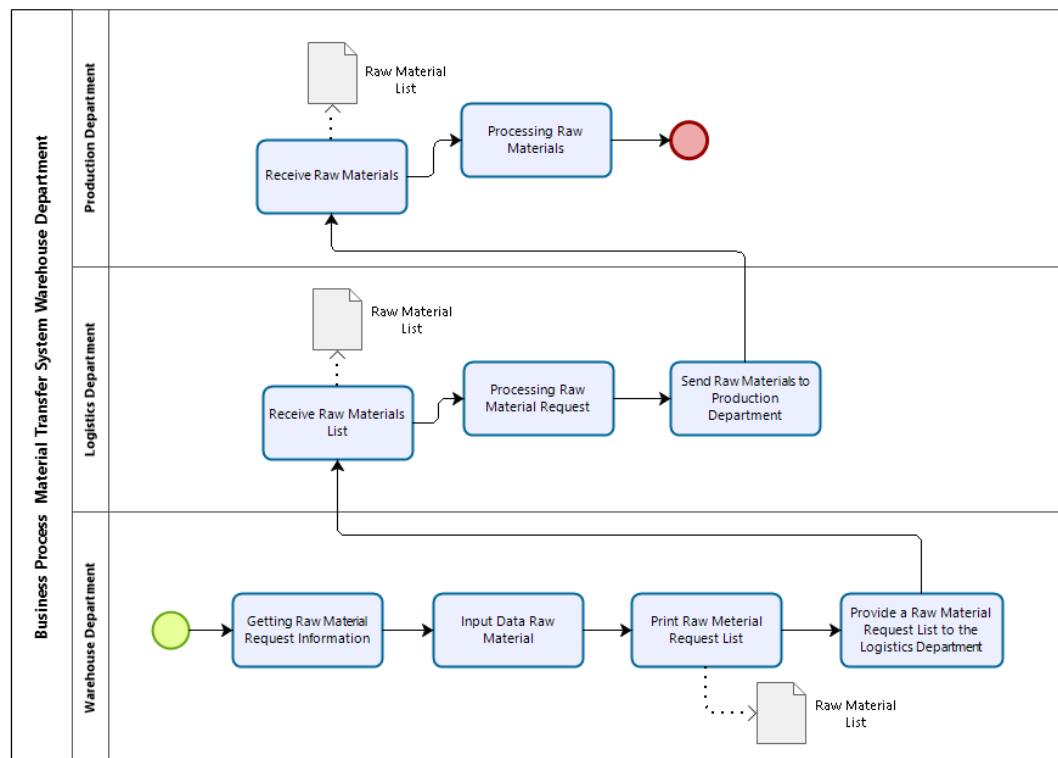 Business Process Material Transfer System Warehouse Department
Production Department
Raw Material
List
Processing Raw
Materials
Receive Raw Materials
Logistics Department
Raw Material
List
Processing Raw
Material Request
Send Raw Materials to
Production
Department
Receive Raw Materials
List
Warehouse Department
Getting Raw Material
Request Information
Input Data Raw
Material
Print Raw Meterial
Request List
Provide a Raw Material
Request List to the
Logistics Department
Raw Material
List